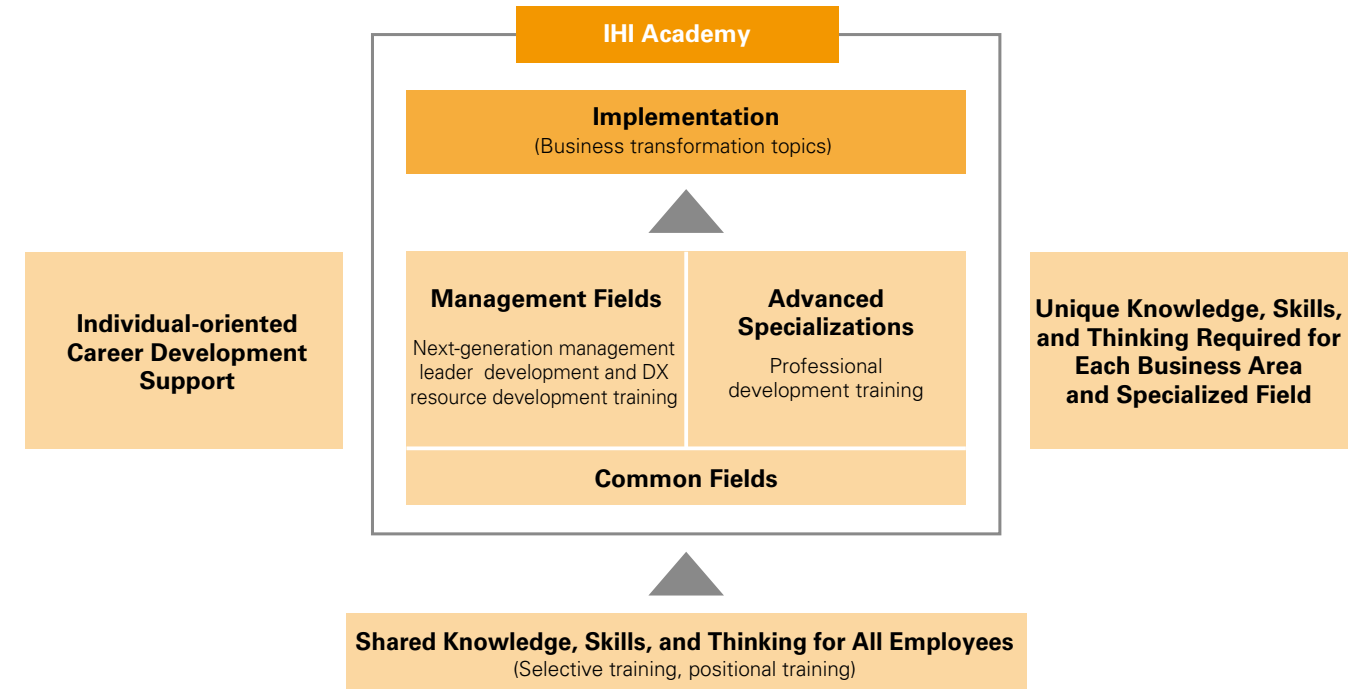 IHI Academy
Implementation
(Business transformation topics)
Individual-oriented
Career Development
Support
Management Fields
Next-generation management
leader development and DX
resource development training
Advanced
Specializations
Professional
development training
Common Fields
Unique Knowledge, Skills,
and Thinking Required for
Each Business Area
and Specialized Field
Shared Knowledge, Skills, and Thinking for All Employees
(Selective training, positional training)